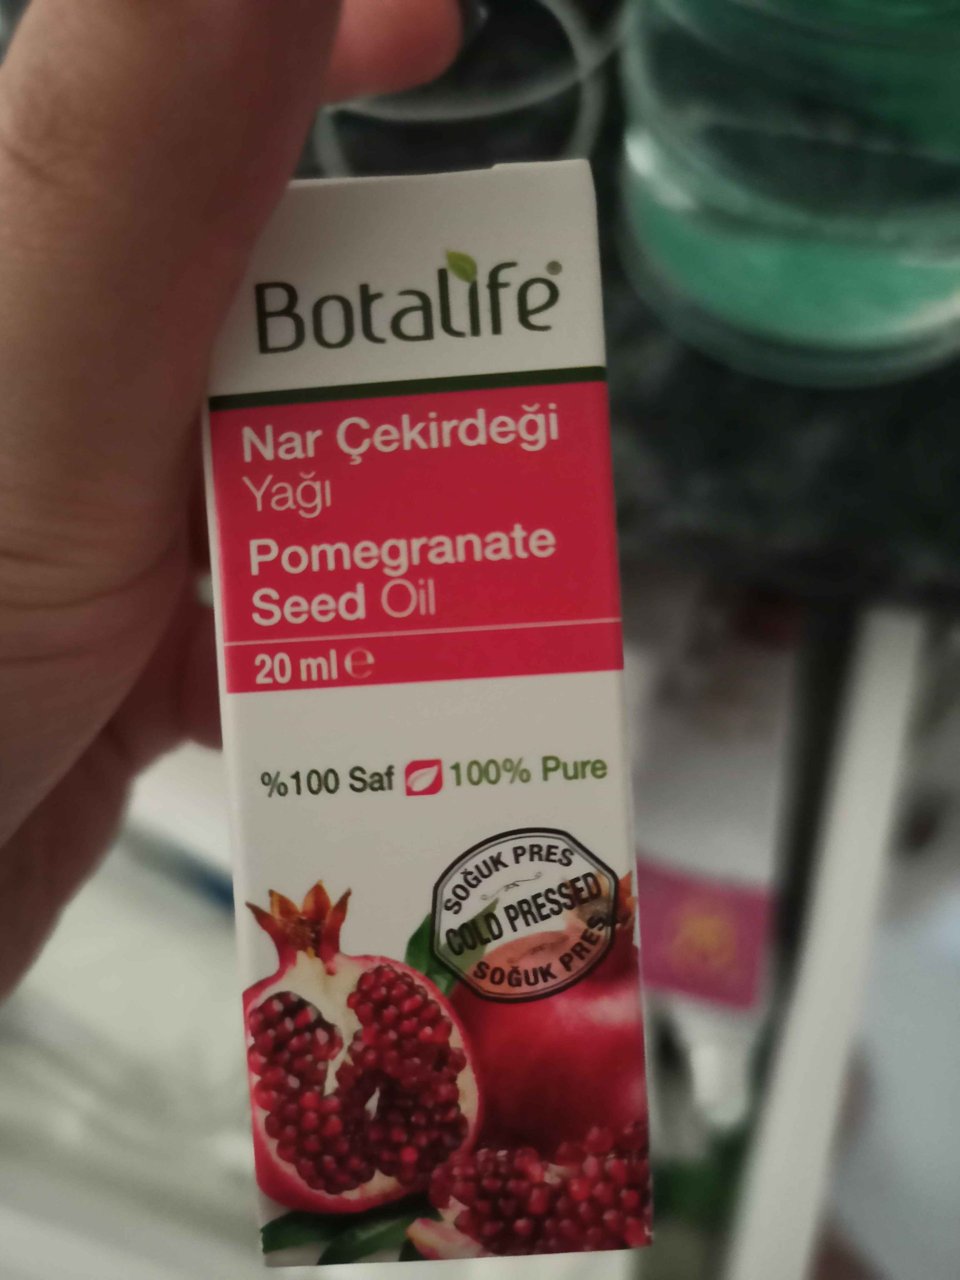 Botalife®
Nar Çekirdeği
Yağı
Pomegranate
Seed Oil
20 ml ℮
%100 Saf 100% Pure
SOĞUK PRES
COLD PRESSED
SOĞUK PRES